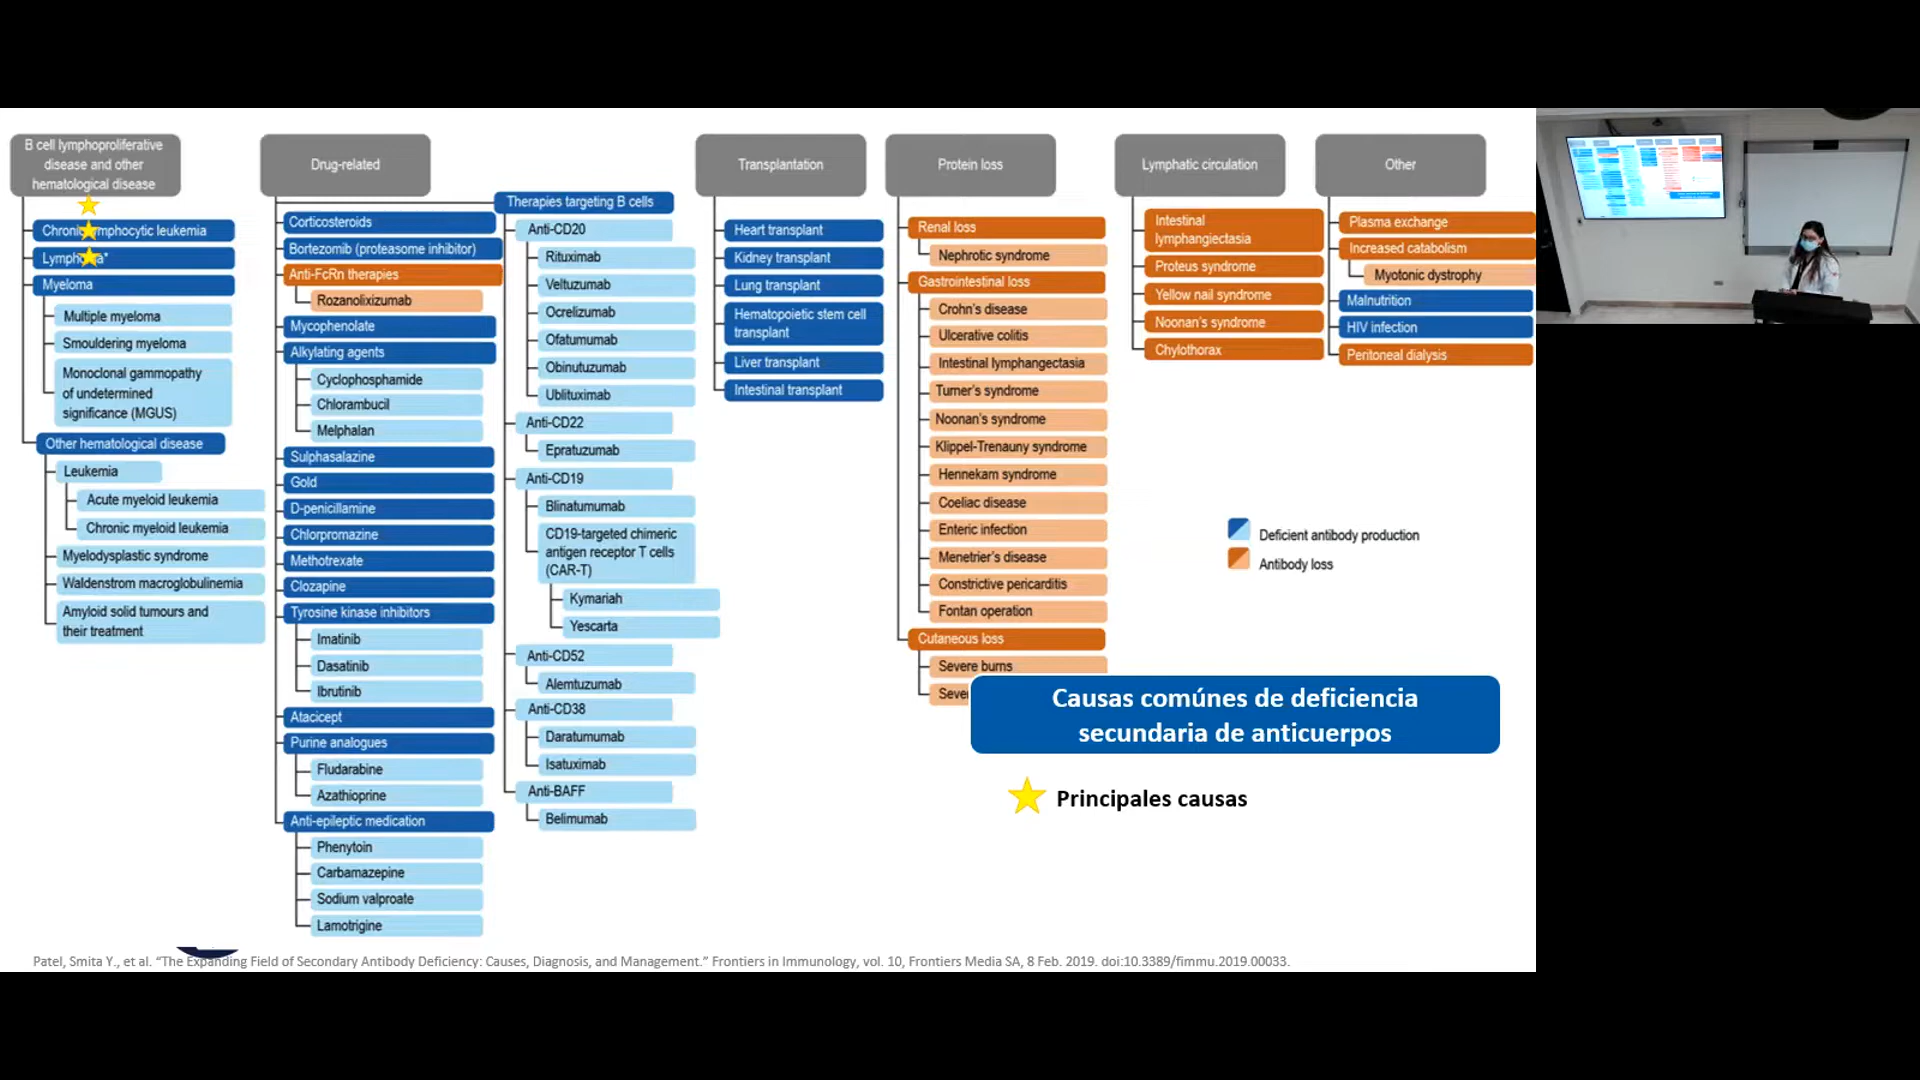 B cell lymphoproliferative
disease and other
hematological disease
Chronic lymphocytic leukemia
Lymphoma*
Myeloma
Multiple myeloma
Smouldering myeloma
Monoclonal gammopathy
of undetermined
significance (MGUS)
Other hematological disease
Leukemia
Acute myeloid leukemia
Chronic myeloid leukemia
Myelodysplastic syndrome
Waldenstrom macroglobulinemia
Amyloid solid tumours and
their treatment
Drug-related
Corticosteroids
Bortezomib (proteasome inhibitor)
Anti-FcRn therapies
Rozanolixizumab
Mycophenolate
Alkylating agents
Cyclophosphamide
Chlorambucil
Melphalan
Sulphasalazine
Gold
D-penicillamine
Chlorpromazine
Methotrexate
Clozapine
Tyrosine kinase inhibitors
Imatinib
Dasatinib
Ibrutinib
Atacicept
Purine analogues
Fludarabine
Azathioprine
Anti-epileptic medication
Phenytoin
Carbamazepine
Sodium valproate
Lamotrigine
Therapies targeting B cells
Anti-CD20
Rituximab
Veltuzumab
Ocrelizumab
Ofatumumab
Obinutuzumab
Ublituximab
Anti-CD22
Epratuzumab
Anti-CD19
Blinatumumab
CD19-targeted chimeric
antigen receptor T cells
(CAR-T)
Kymariah
Yescarta
Anti-CD52
Alemtuzumab
Anti-CD38
Daratumumab
Isatuximab
Anti-BAFF
Belimumab
Transplantation
Heart transplant
Kidney transplant
Lung transplant
Hematopoietic stem cell
transplant
Liver transplant
Intestinal transplant
Protein loss
Renal loss
Nephrotic syndrome
Gastrointestinal loss
Crohn's disease
Ulcerative colitis
Intestinal lymphangectasia
Turner's syndrome
Noonan's syndrome
Klippel-Trenauny syndrome
Hennekam syndrome
Coeliac disease
Enteric infection
Menetrier's disease
Constrictive pericarditis
Fontan operation
Cutaneous loss
Severe burns
Seve
Lymphatic circulation
Intestinal
lymphangiectasia
Proteus syndrome
Yellow nail syndrome
Noonan's syndrome
Chylothorax
Other
Plasma exchange
Increased catabolism
Myotonic dystrophy
Malnutrition
HIV infection
Peritoneal dialysis
Deficient antibody production
Antibody loss
Causas comúnes de deficiencia
secundaria de anticuerpos
Principales causas
Patel, Smita Y., et al. “The Expanding Field of Secondary Antibody Deficiency: Causes, Diagnosis, and Management.” Frontiers in Immunology, vol. 10, Frontiers Media SA, 8 Feb. 2019. doi:10.3389/fimmu.2019.00033.